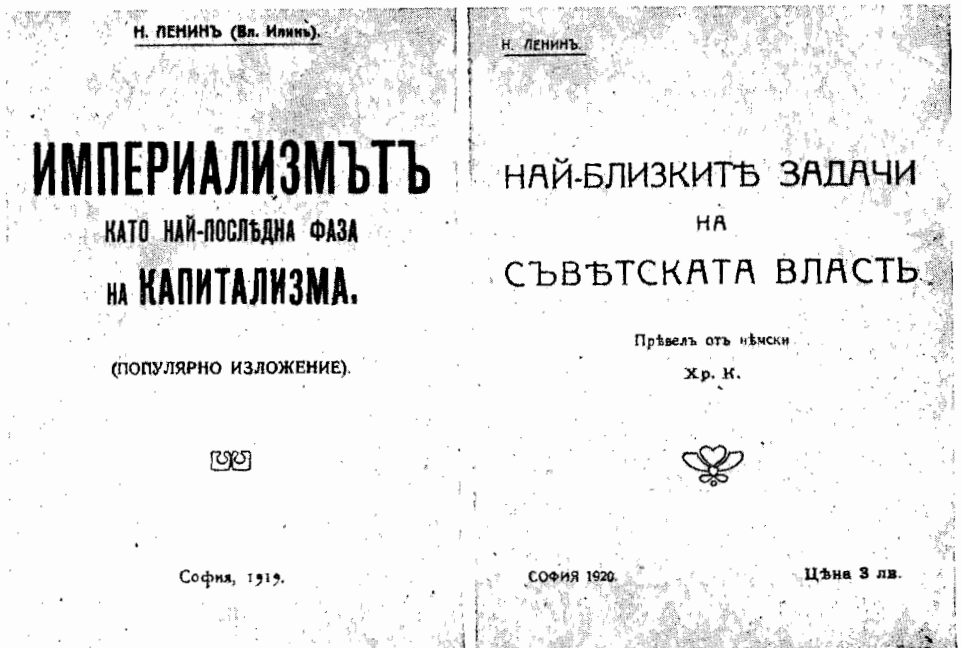 Н. ЛЕНИНЪ (Вл. Илинъ).
ИМПЕРИАЛИЗМЪТЪ
КАТО НАЙ-ПОСЛѢДНА ФАЗА
НА КАПИТАЛИЗМА.
(ПОПУЛЯРНО ИЗЛОЖЕНИЕ).
София, 1919.
Н. ЛЕНИНЪ.
НАЙ-БЛИЗКИТѢ ЗАДАЧИ
НА
СЪВѢТСКАТА ВЛАСТЬ
Прѣвелъ отъ нѣмски
Хр. К.
СОФИЯ 1920.
Цѣна 3 лв.